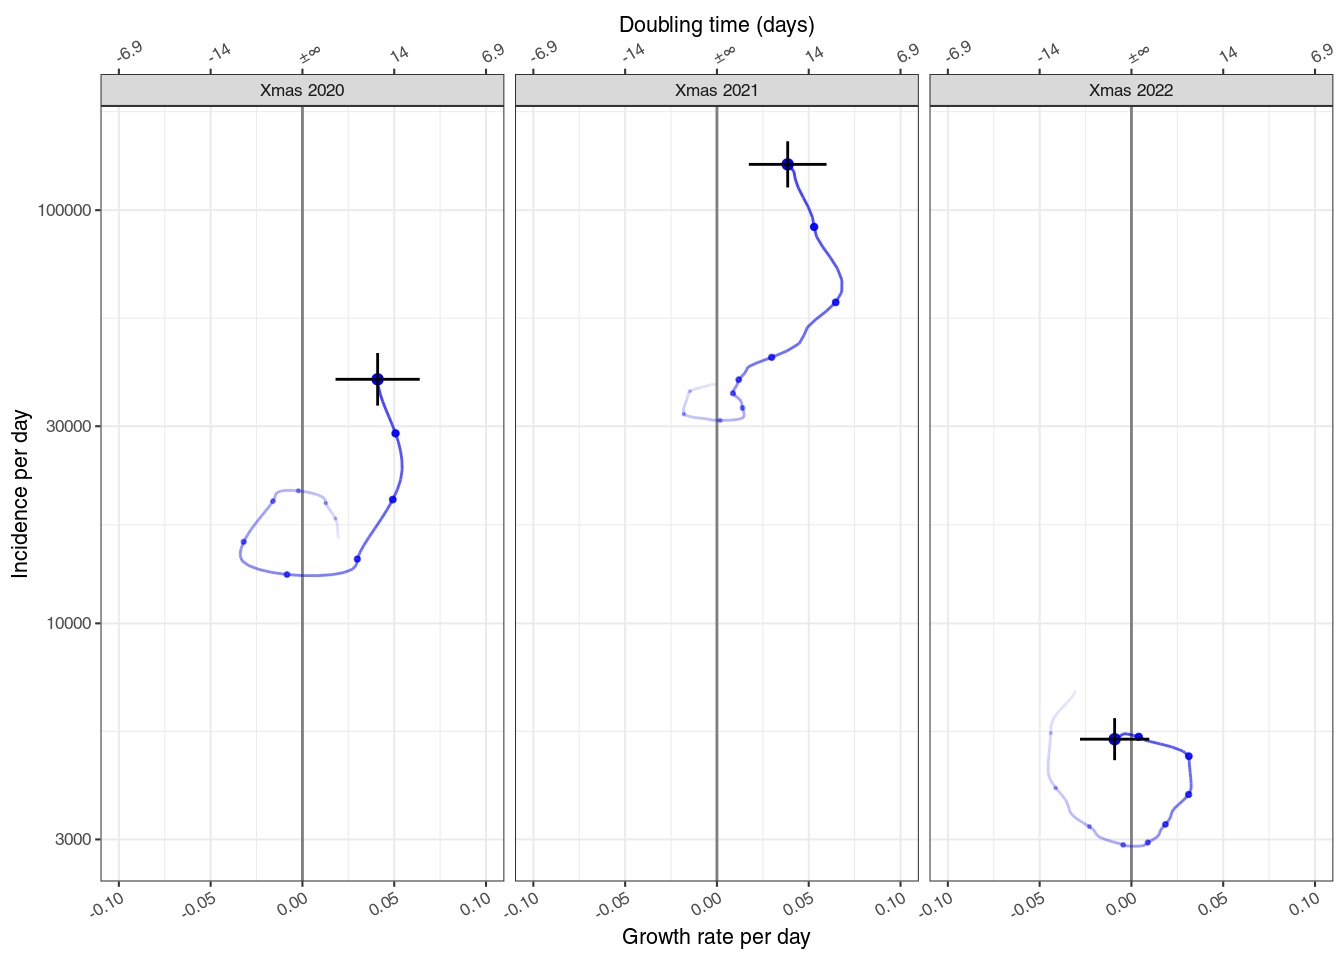 Doubling time (days)
-6.9 -14 ±∞ 14 6.9 -6.9 -14 ±∞ 14 6.9 -6.9 -14 ±∞ 14 6.9
Xmas 2020 Xmas 2021 Xmas 2022
100000
30000
10000
3000
Incidence per day
-0.10 -0.05 0.00 0.05 0.10 -0.10 -0.05 0.00 0.05 0.10 -0.10 -0.05 0.00 0.05 0.10
Growth rate per day